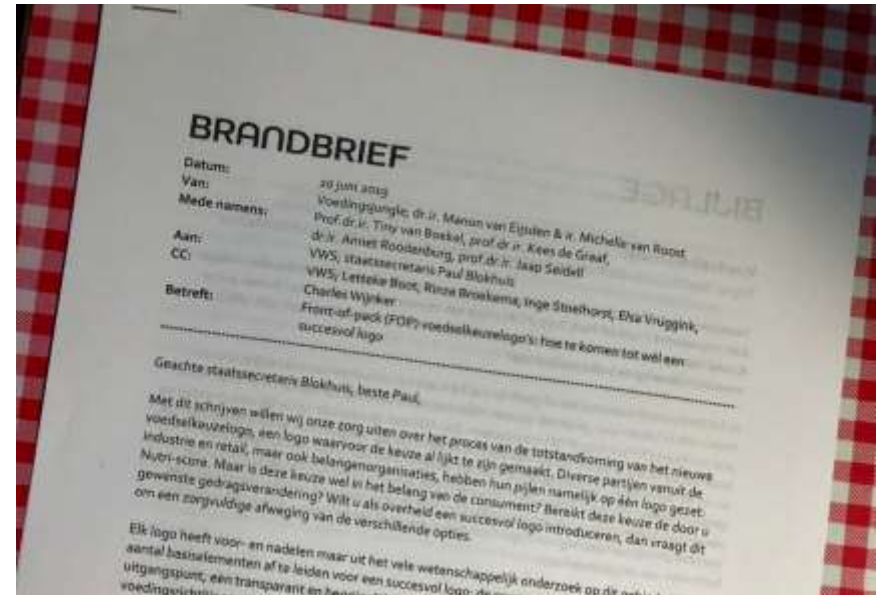 BRANDBRIEF
Datum: 20 juni 2019
Van: Voedingsjungle, dr.ir. Manon van Eijsden & ir. Michelle van Roost
Mede namens: Prof.dr.ir. Tiny van Boekel, prof.dr.ir. Kees de Graaf,
dr.ir. Annet Roodenburg, prof.dr.ir. Jaap Seidell
Aan: VWS, staatssecretaris Paul Blokhuis
CC: VWS, Letteke Boot, Rinze Broekema, Inge Stoelhorst, Elsa Vruggink,
Charles Wijnker
Betreft: Front-of-pack (FOP) voedselkeuzelogo's: hoe te komen tot wél een
succesvol logo
Geachte staatssecretaris Blokhuis, beste Paul,
Met dit schrijven willen wij onze zorg uiten over het proces van de totstandkoming van het nieuwe
voedselkeuzelogo, een logo waarvoor de keuze al lijkt te zijn gemaakt. Diverse partijen vanuit de
industrie en retail, maar ook belangenorganisaties, hebben hun pijlen namelijk op één logo gezet:
Nutri-score. Maar is deze keuze wel in het belang van de consument? Bereikt deze keuze de door u
gewenste gedragsverandering? Wilt u als overheid een succesvol logo introduceren, dan vraagt dit
om een zorgvuldige afweging van de verschillende opties.
Elk logo heeft voor- en nadelen maar uit het vele wetenschappelijk onderzoek op dit
aantal basiselementen af te leiden voor een succesvol logo: de
uitgangspunt, een transparant en
BIJLAGE